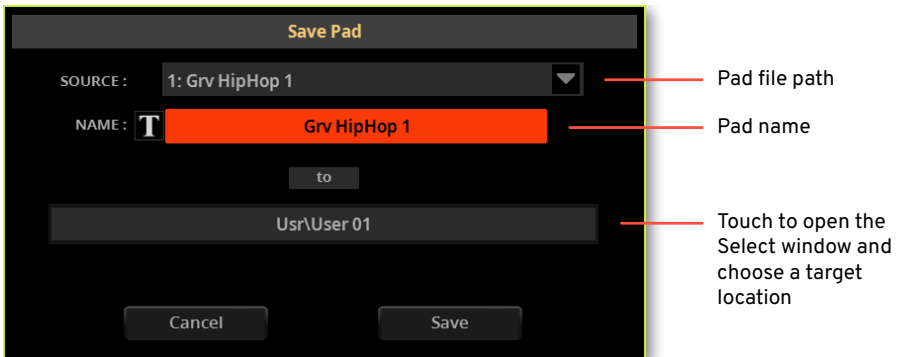 Save Pad
SOURCE : 1: Grv HipHop 1
Pad file path
NAME : T Grv HipHop 1
Pad name
to
Usr\User 01
Touch to open the
Select window and
choose a target
location
Cancel Save